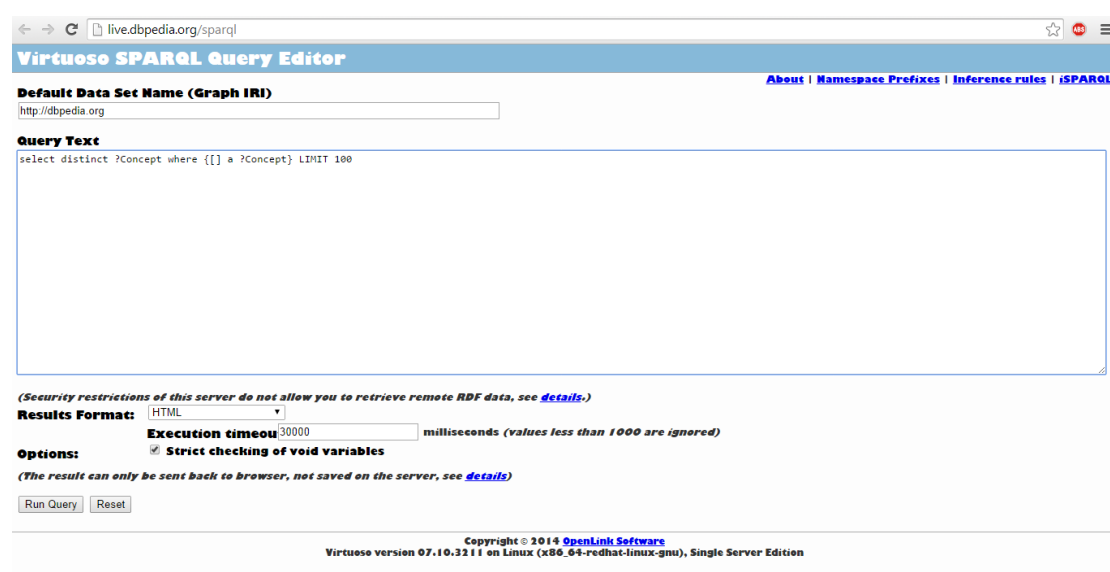 live.dbpedia.org/sparql
ABS
Virtuoso SPARQL Query Editor
About | Namespace Prefixes | Inference rules | iSPARQL
Default Data Set Name (Graph IRI)
http://dbpedia.org
Query Text
select distinct ?Concept where {[] a ?Concept} LIMIT 100
(Security restrictions of this server do not allow you to retrieve remote RDF data, see details.)
Results Format: HTML
Execution timeou 30000 milliseconds (values less than 1000 are ignored)
Options: Strict checking of void variables
(The result can only be sent back to browser, not saved on the server, see details)
Run Query Reset
Copyright © 2014 OpenLink Software
Virtuoso version 07.10.3211 on Linux (x86_64-redhat-linux-gnu), Single Server Edition